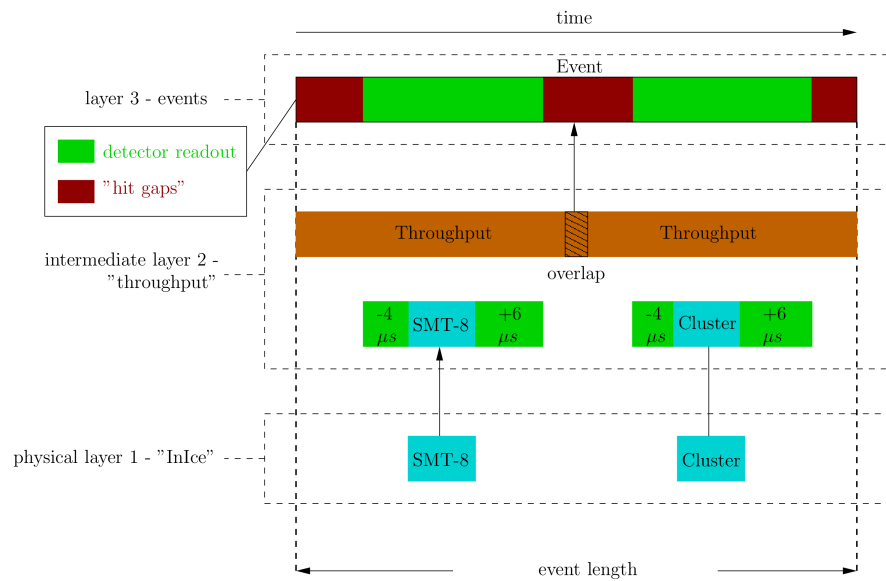 time
Event
layer 3 - events
detector readout
"hit gaps"
Throughput
Throughput
intermediate layer 2 -
"throughput"
overlap
-4
μs
SMT-8
+6
μs
-4
μs
Cluster
+6
μs
physical layer 1 - "InIce"
SMT-8
Cluster
event length